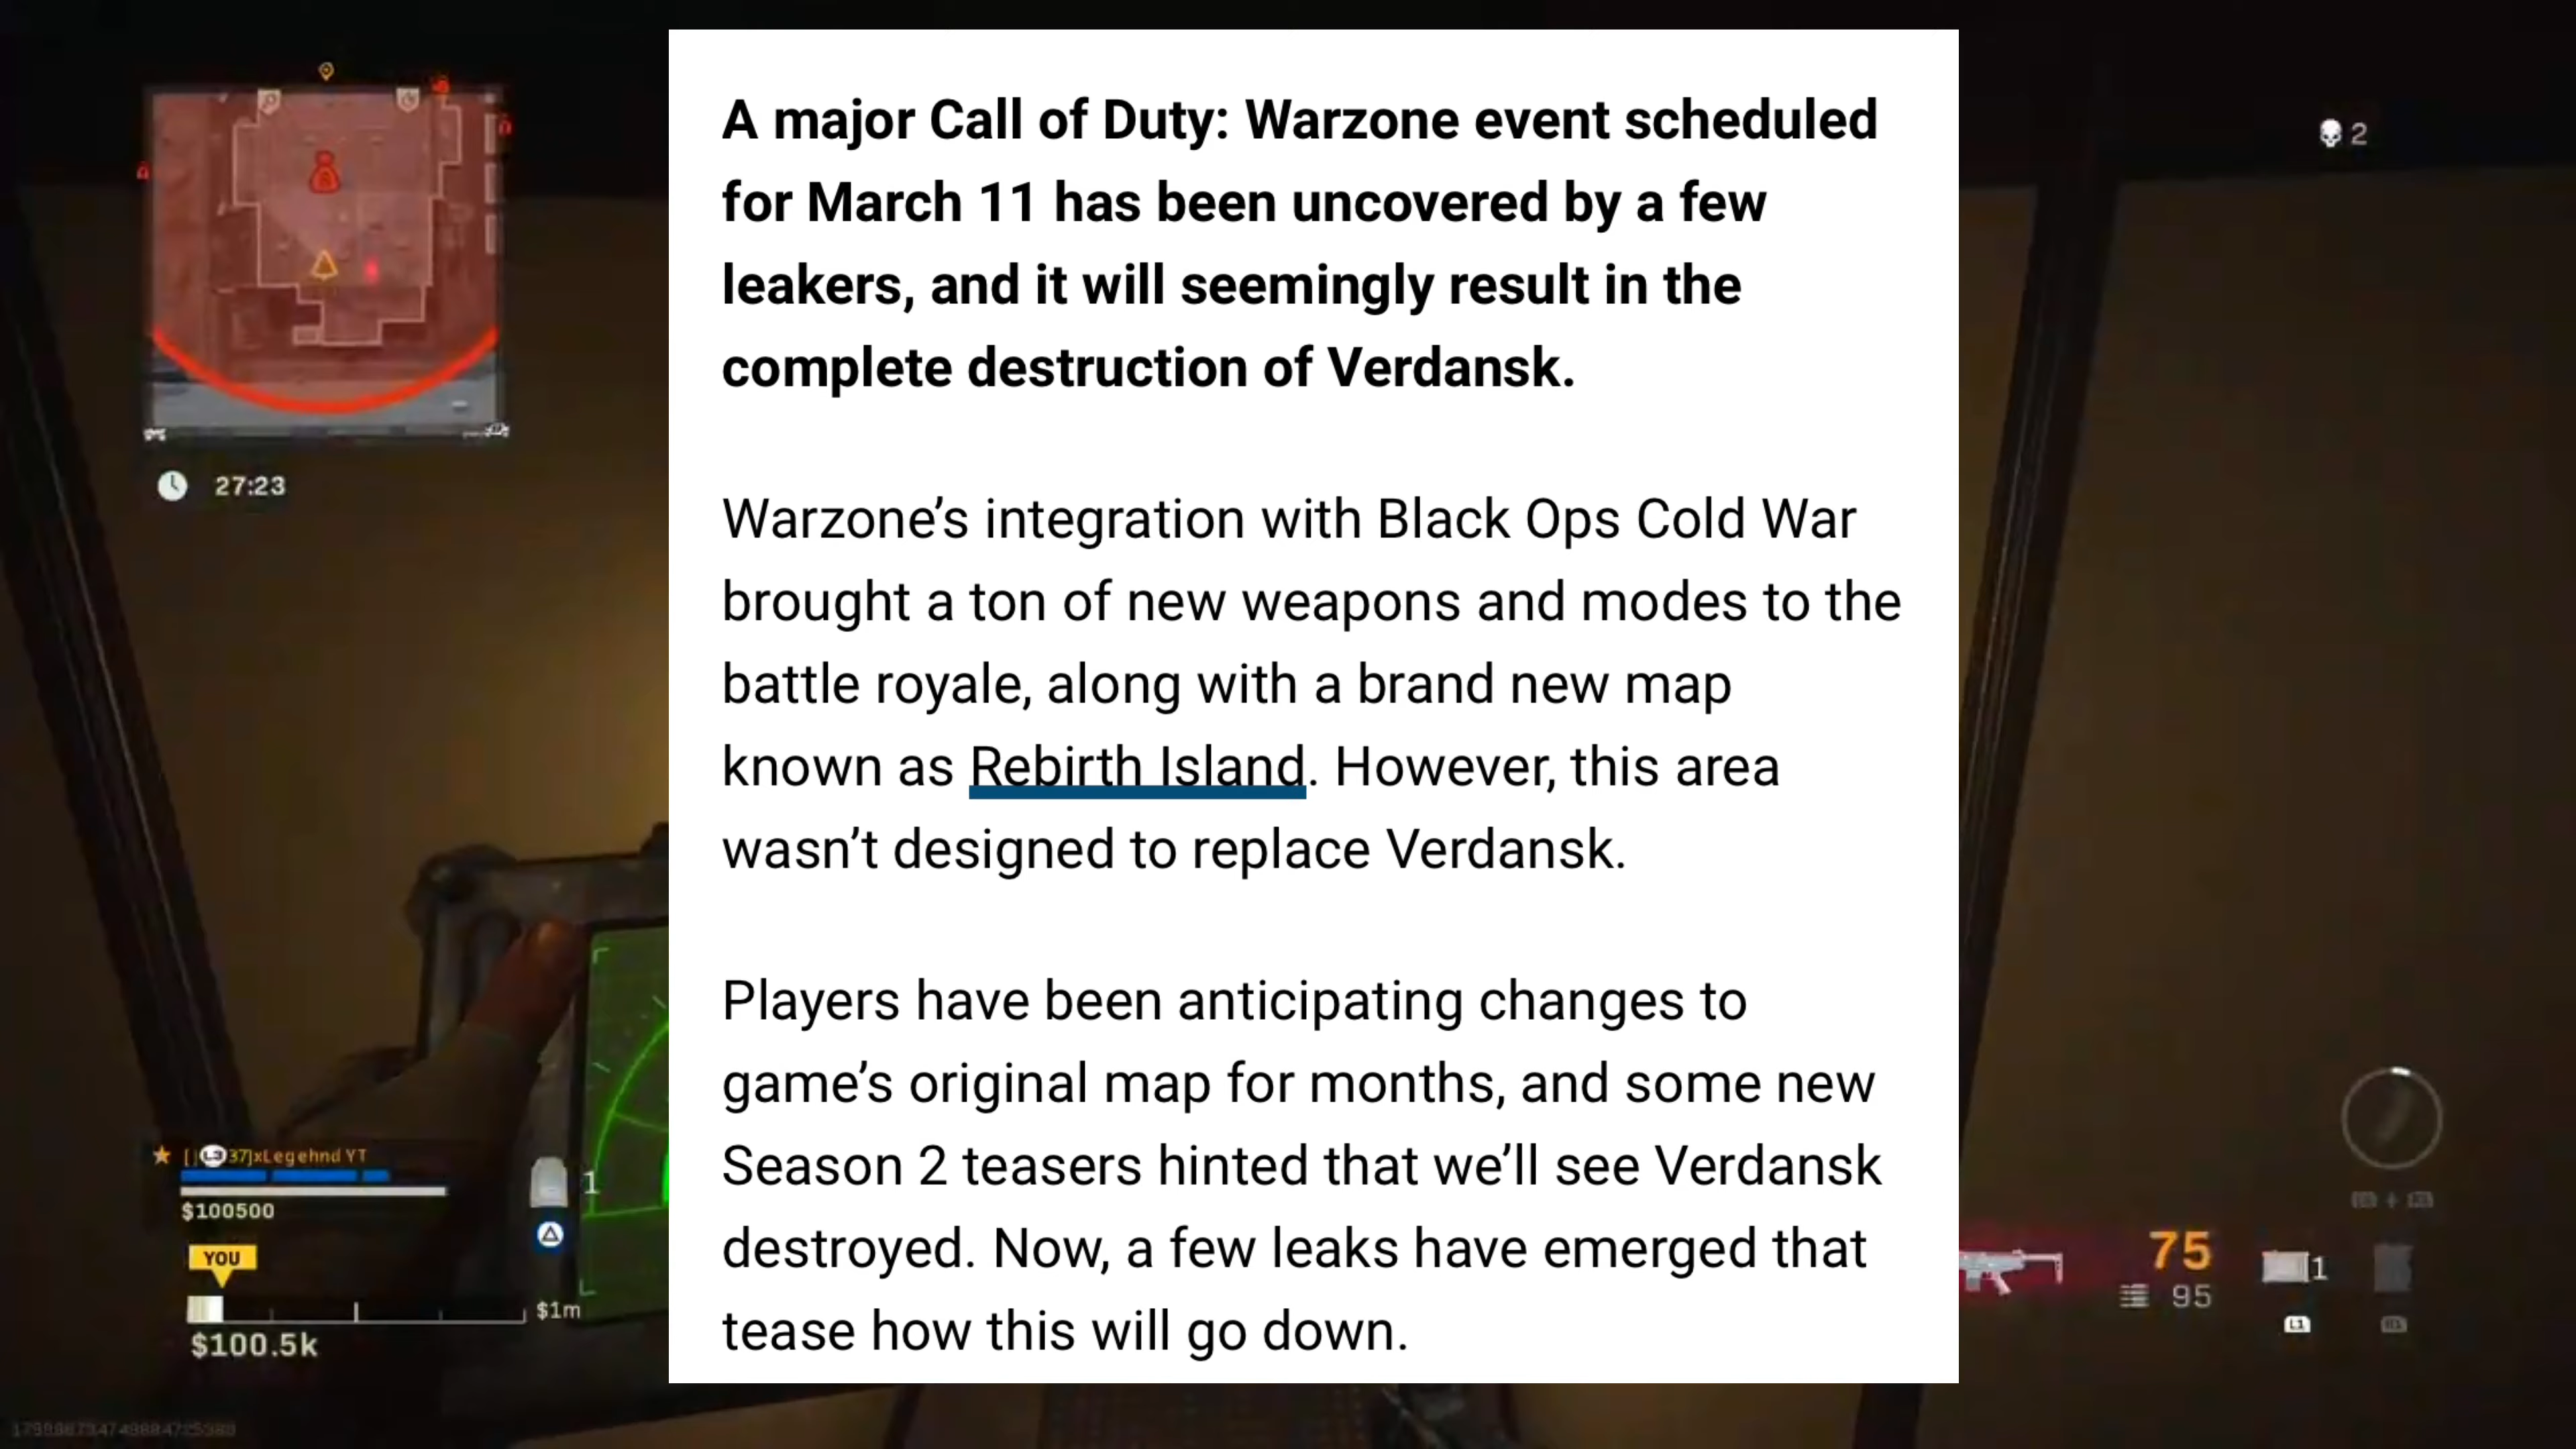 A major Call of Duty: Warzone event scheduled
for March 11 has been uncovered by a few
leakers, and it will seemingly result in the
complete destruction of Verdansk.
Warzone’s integration with Black Ops Cold War
brought a ton of new weapons and modes to the
battle royale, along with a brand new map
known as Rebirth Island. However, this area
wasn’t designed to replace Verdansk.
Players have been anticipating changes to
game’s original map for months, and some new
Season 2 teasers hinted that we’ll see Verdansk
destroyed. Now, a few leaks have emerged that
tease how this will go down.
2
27:23
37]xLegehnd YT
$100500
1
YOU
$1m
$100.5k
75
95
1
L1